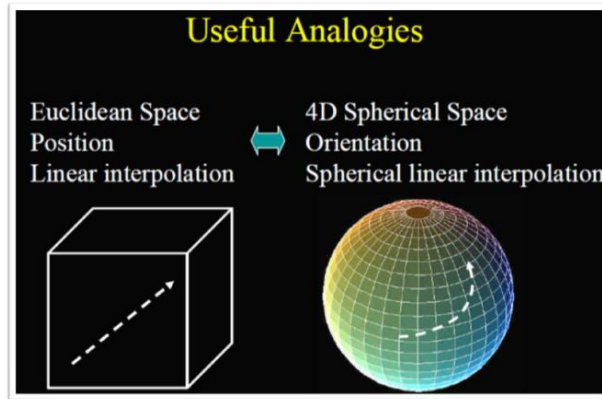 Useful Analogies
Euclidean Space
Position
Linear interpolation
4D Spherical Space
Orientation
Spherical linear interpolation